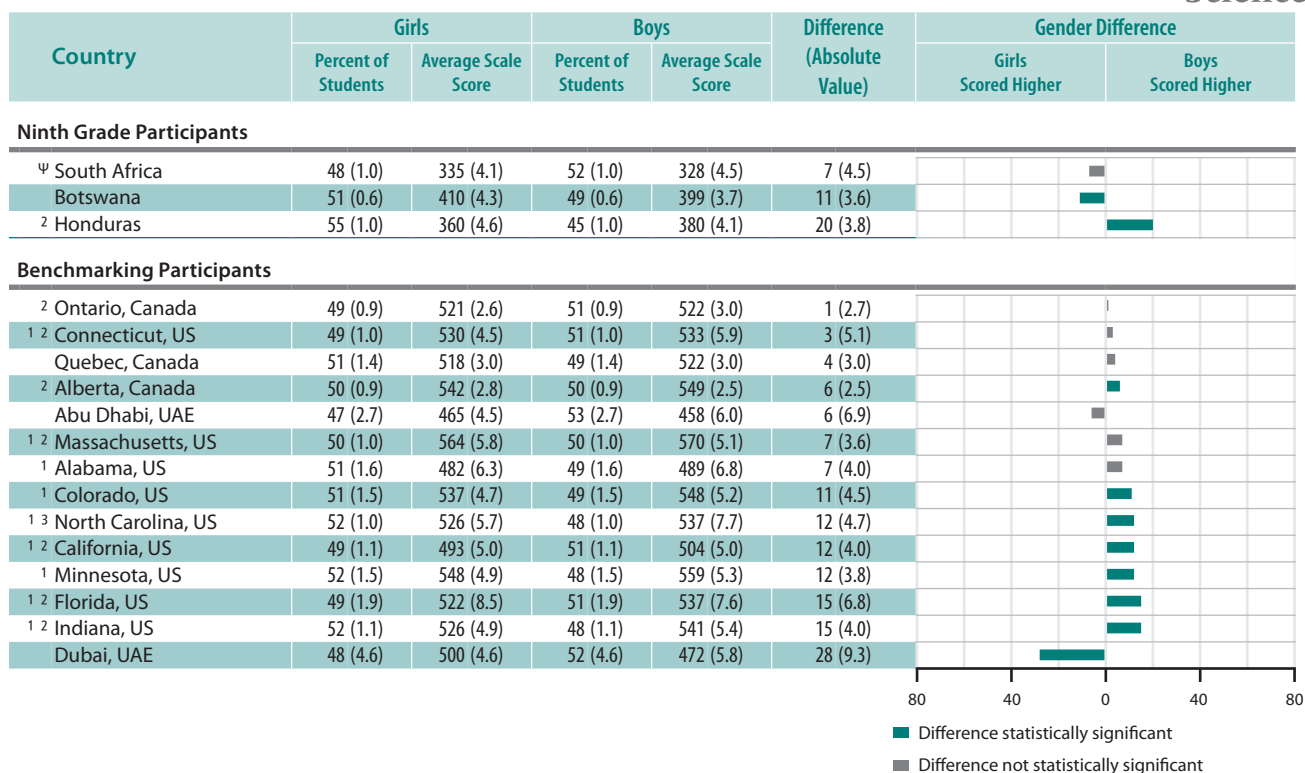 Science
Country Girls Boys Difference (Absolute Value) Gender Difference
Percent of Students Average Scale Score Percent of Students Average Scale Score Girls Scored Higher Boys Scored Higher
Ninth Grade Participants
Ψ South Africa 48 (1.0) 335 (4.1) 52 (1.0) 328 (4.5) 7 (4.5)
Botswana 51 (0.6) 410 (4.3) 49 (0.6) 399 (3.7) 11 (3.6)
2 Honduras 55 (1.0) 360 (4.6) 45 (1.0) 380 (4.1) 20 (3.8)
Benchmarking Participants
2 Ontario, Canada 49 (0.9) 521 (2.6) 51 (0.9) 522 (3.0) 1 (2.7)
1 2 Connecticut, US 49 (1.0) 530 (4.5) 51 (1.0) 533 (5.9) 3 (5.1)
Quebec, Canada 51 (1.4) 518 (3.0) 49 (1.4) 522 (3.0) 4 (3.0)
2 Alberta, Canada 50 (0.9) 542 (2.8) 50 (0.9) 549 (2.5) 6 (2.5)
Abu Dhabi, UAE 47 (2.7) 465 (4.5) 53 (2.7) 458 (6.0) 6 (6.9)
1 2 Massachusetts, US 50 (1.0) 564 (5.8) 50 (1.0) 570 (5.1) 7 (3.6)
1 Alabama, US 51 (1.6) 482 (6.3) 49 (1.6) 489 (6.8) 7 (4.0)
1 Colorado, US 51 (1.5) 537 (4.7) 49 (1.5) 548 (5.2) 11 (4.5)
1 3 North Carolina, US 52 (1.0) 526 (5.7) 48 (1.0) 537 (7.7) 12 (4.7)
1 2 California, US 49 (1.1) 493 (5.0) 51 (1.1) 504 (5.0) 12 (4.0)
1 Minnesota, US 52 (1.5) 548 (4.9) 48 (1.5) 559 (5.3) 12 (3.8)
1 2 Florida, US 49 (1.9) 522 (8.5) 51 (1.9) 537 (7.6) 15 (6.8)
1 2 Indiana, US 52 (1.1) 526 (4.9) 48 (1.1) 541 (5.4) 15 (4.0)
Dubai, UAE 48 (4.6) 500 (4.6) 52 (4.6) 472 (5.8) 28 (9.3)
80 40 0 40 80
Difference statistically significant
Difference not statistically significant